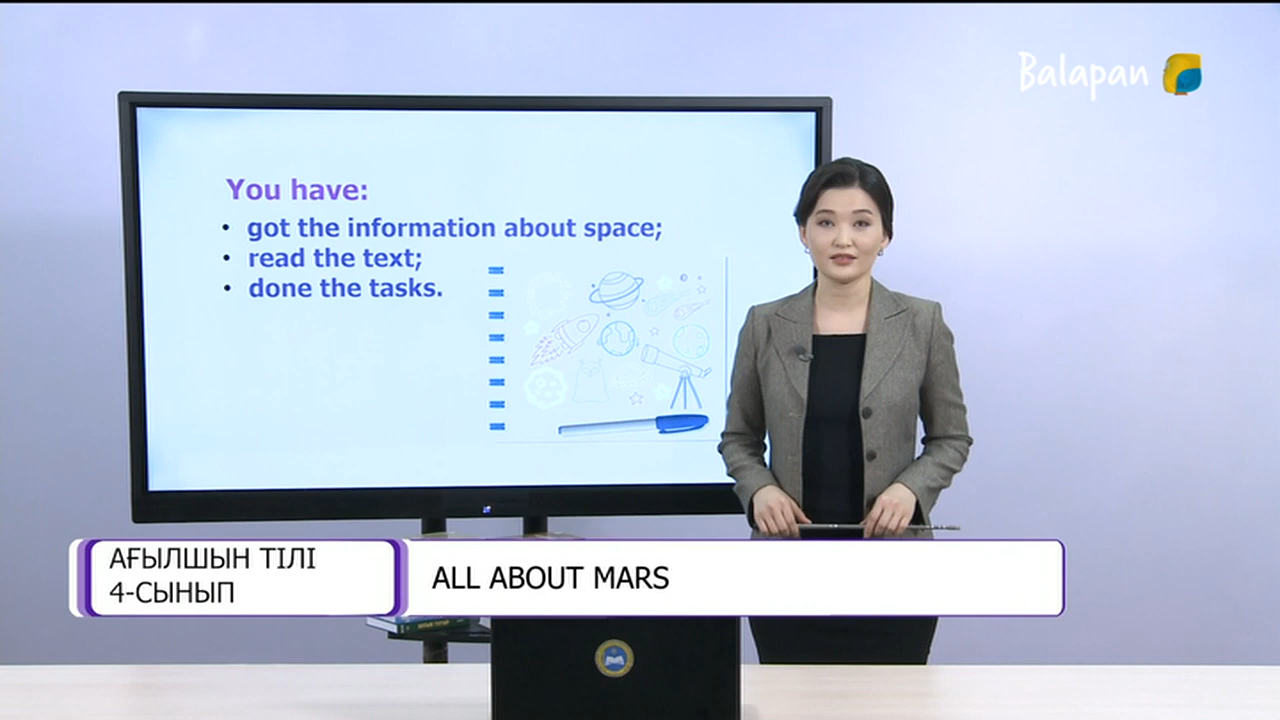 Balapan
You have:
• got the information about space;
• read the text;
• done the tasks.
АҒЫЛШЫН ТІЛІ
4-СЫНЫП
ALL ABOUT MARS